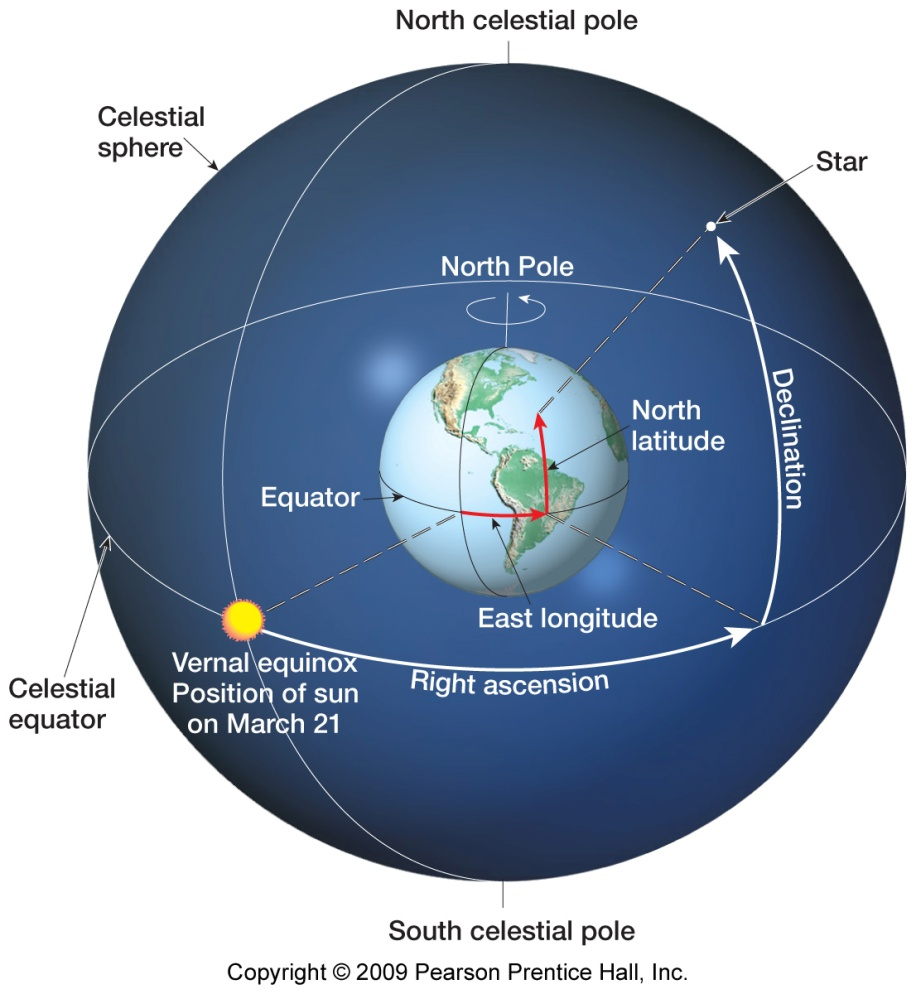 North celestial pole
Celestial
sphere
Star
North Pole
Declination
North
latitude
Equator
East longitude
Vernal equinox
Position of sun
on March 21
Right ascension
Celestial
equator
South celestial pole
Copyright © 2009 Pearson Prentice Hall, Inc.